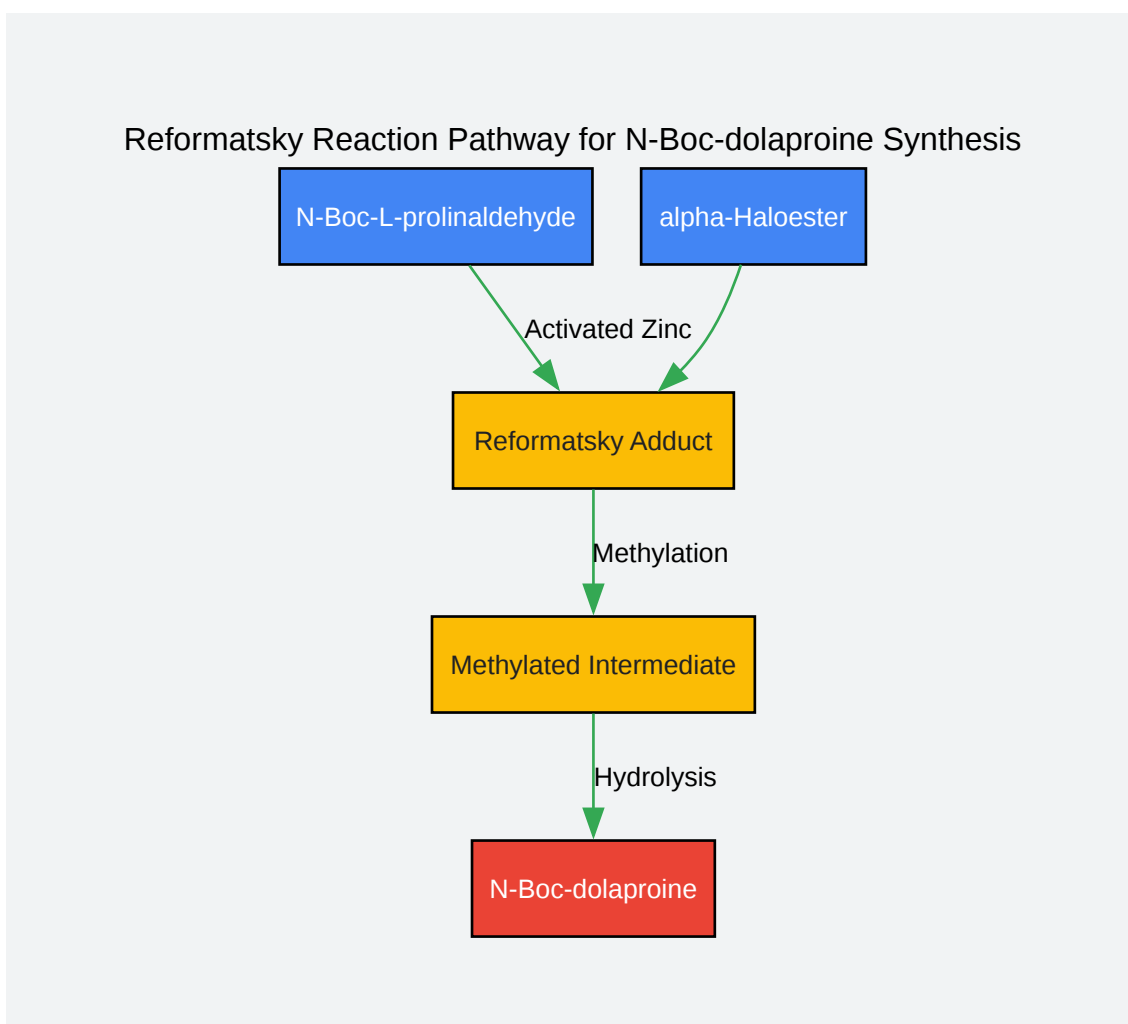 Reformatsky Reaction Pathway for N-Boc-dolaproine Synthesis
N-Boc-L-prolinaldehyde
alpha-Haloester
Activated Zinc
Reformatsky Adduct
Methylation
Methylated Intermediate
Hydrolysis
N-Boc-dolaproine